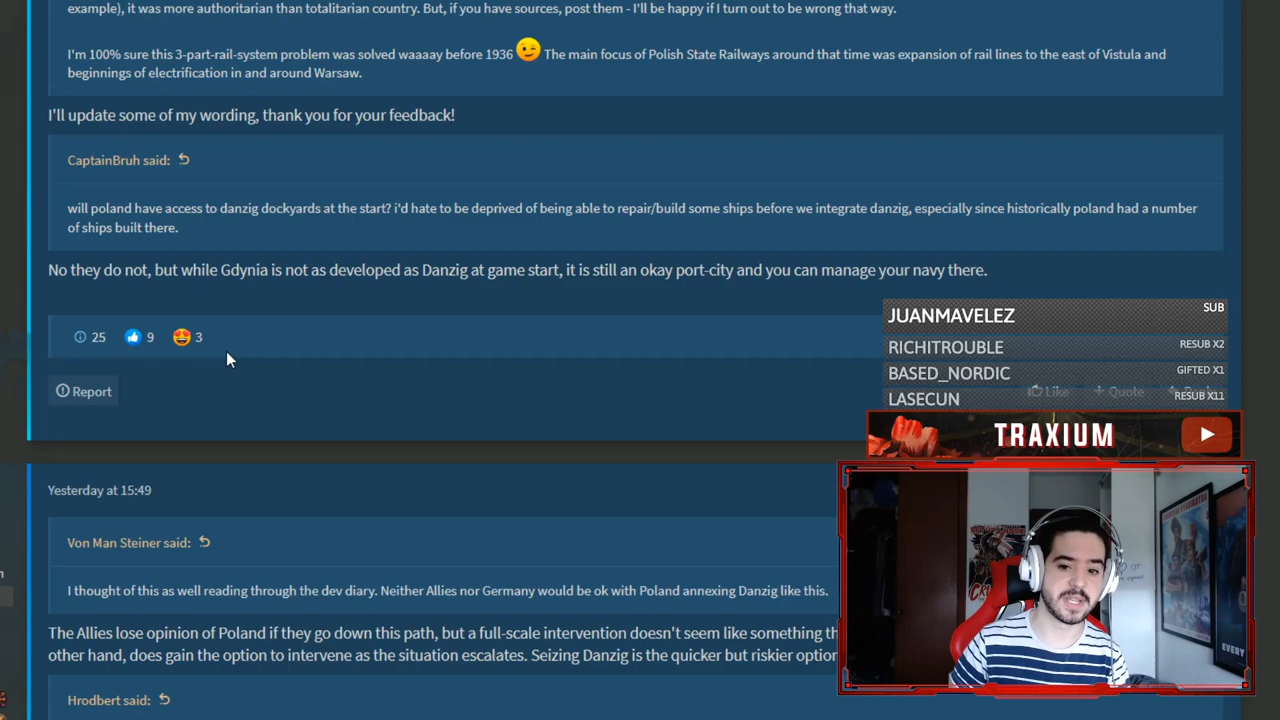 example), it was more authoritarian than totalitarian country. But, if you have sources, post them - I'll be happy if I turn out to be wrong that way.
I'm 100% sure this 3-part-rail-system problem was solved waaaay before 1936 😉 The main focus of Polish State Railways around that time was expansion of rail lines to the east of Vistula and
beginnings of electrification in and around Warsaw.
I'll update some of my wording, thank you for your feedback!
CaptainBruh said:
will poland have access to danzig dockyards at the start? i'd hate to be deprived of being able to repair/build some ships before we integrate danzig, especially since historically poland had a number
of ships built there.
No they do not, but while Gdynia is not as developed as Danzig at game start, it is still an okay port-city and you can manage your navy there.
25 9 3
Report
Like Quote
JUANMAVELEZ SUB
RICHITROUBLE RESUB X2
BASED_NORDIC GIFTED X1
LASECUN RESUB X11
TRAXIUM
Yesterday at 15:49
Von Man Steiner said:
I thought of this as well reading through the dev diary. Neither Allies nor Germany would be ok with Poland annexing Danzig like this.
The Allies lose opinion of Poland if they go down this path, but a full-scale intervention doesn't seem like something th
other hand, does gain the option to intervene as the situation escalates. Seizing Danzig is the quicker but riskier option
Hrodbert said:
n
EVERY